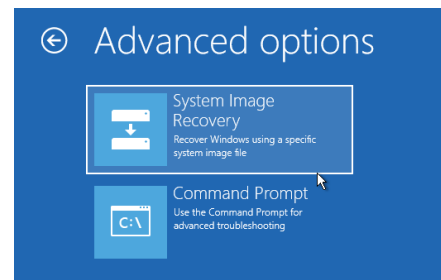 Advanced options
System Image
Recovery
Recover Windows using a specific
system image file
Command Prompt
Use the Command Prompt for
advanced troubleshooting
C:\